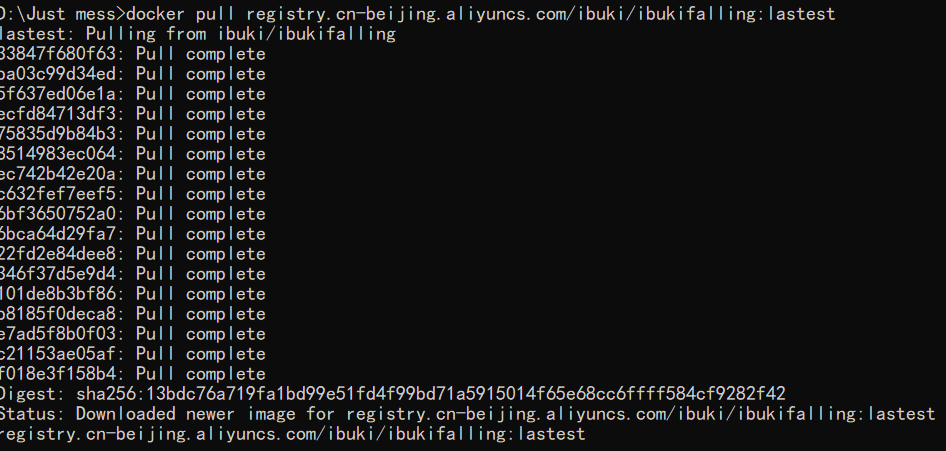 D:\Just mess>docker pull registry.cn-beijing.aliyuncs.com/ibuki/ibukifalling:lastest
lastest: Pulling from ibuki/ibukifalling
33847f680f63: Pull complete
ba03c99d34ed: Pull complete
5f637ed06e1a: Pull complete
ecfd84713df3: Pull complete
75835d9b84b3: Pull complete
3514983ec064: Pull complete
ec742b42e20a: Pull complete
c632fef7eef5: Pull complete
6bf3650752a0: Pull complete
6bca64d29fa7: Pull complete
22fd2e84dee8: Pull complete
346f37d5e9d4: Pull complete
101de8b3bf86: Pull complete
b8185f0deca8: Pull complete
e7ad5f8b0f03: Pull complete
c21153ae05af: Pull complete
f018e3f158b4: Pull complete
Digest: sha256:13bdc76a719fa1bd99e51fd4f99bd71a5915014f65e68cc6ffff584cf9282f42
Status: Downloaded newer image for registry.cn-beijing.aliyuncs.com/ibuki/ibukifalling:lastest
registry.cn-beijing.aliyuncs.com/ibuki/ibukifalling:lastest